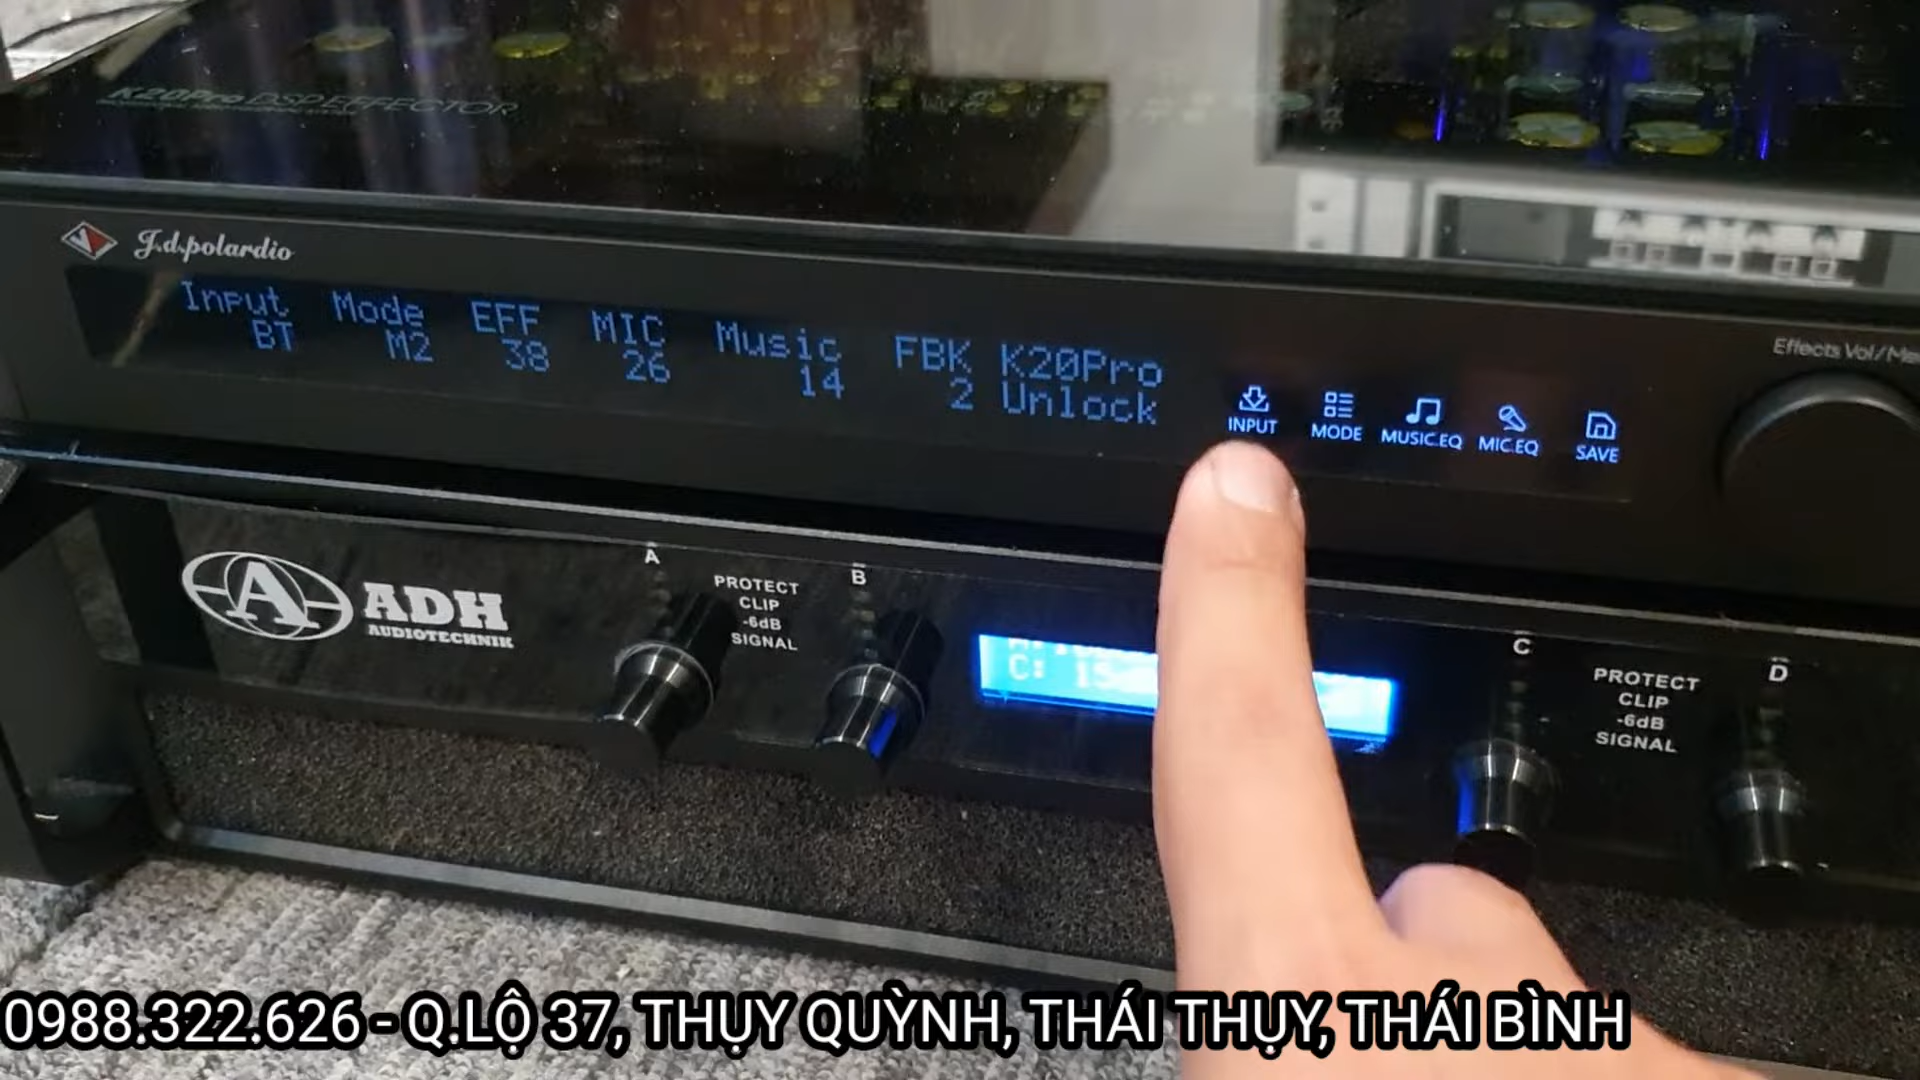 K20Pro DSP EFFECTOR
J.d.polardio
Input Mode EFF MIC Music FBK K20Pro
BT M2 38 26 14 2 Unlock
INPUT MODE MUSIC.EQ MIC.EQ SAVE
Effects Vol/
A ADH
AUDIOTECHNIK
A
PROTECT
CLIP
-6dB
SIGNAL
B
C: 15
C
PROTECT
CLIP
-6dB
SIGNAL
D
0988.322.626 - Q.LỘ 37, THỤY QUỲNH, THÁI THỤY, THÁI BÌNH